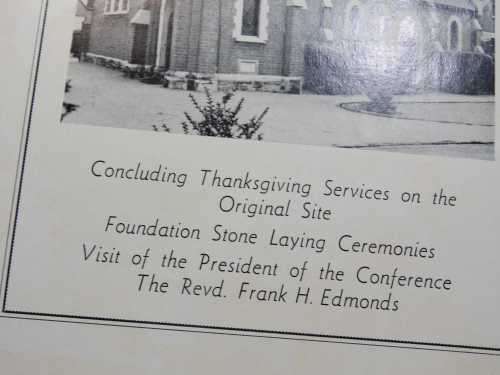 Concluding Thanksgiving Services on the
Original Site
Foundation Stone Laying Ceremonies
Visit of the President of the Conference
The Revd. Frank H. Edmonds